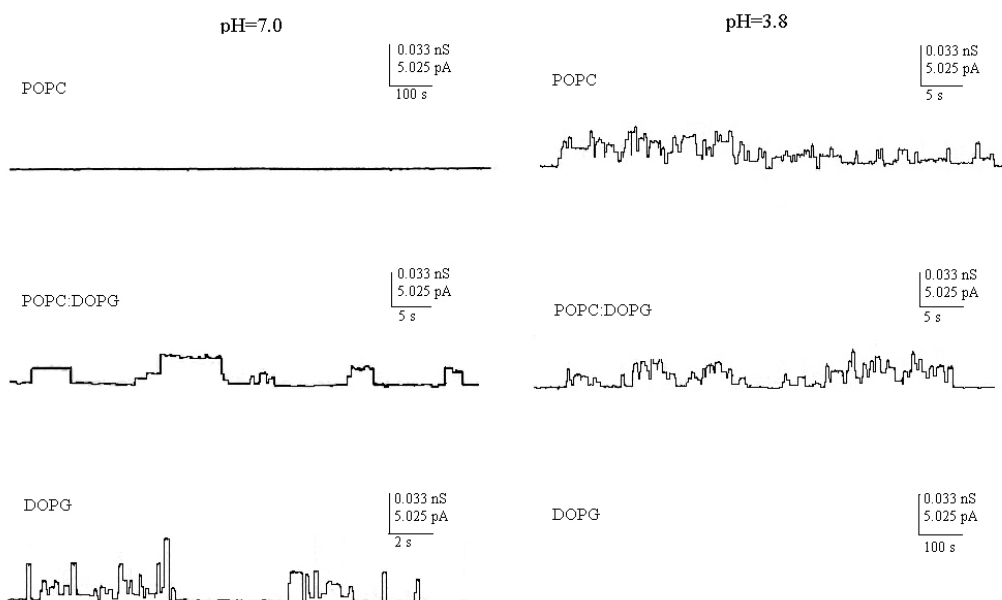 pH=7.0
pH=3.8
POPC
0.033 nS
5.025 pA
100 s
POPC
0.033 nS
5.025 pA
5 s
POPC:DOPG
0.033 nS
5.025 pA
5 s
POPC:DOPG
0.033 nS
5.025 pA
5 s
DOPG
0.033 nS
5.025 pA
2 s
DOPG
0.033 nS
5.025 pA
100 s